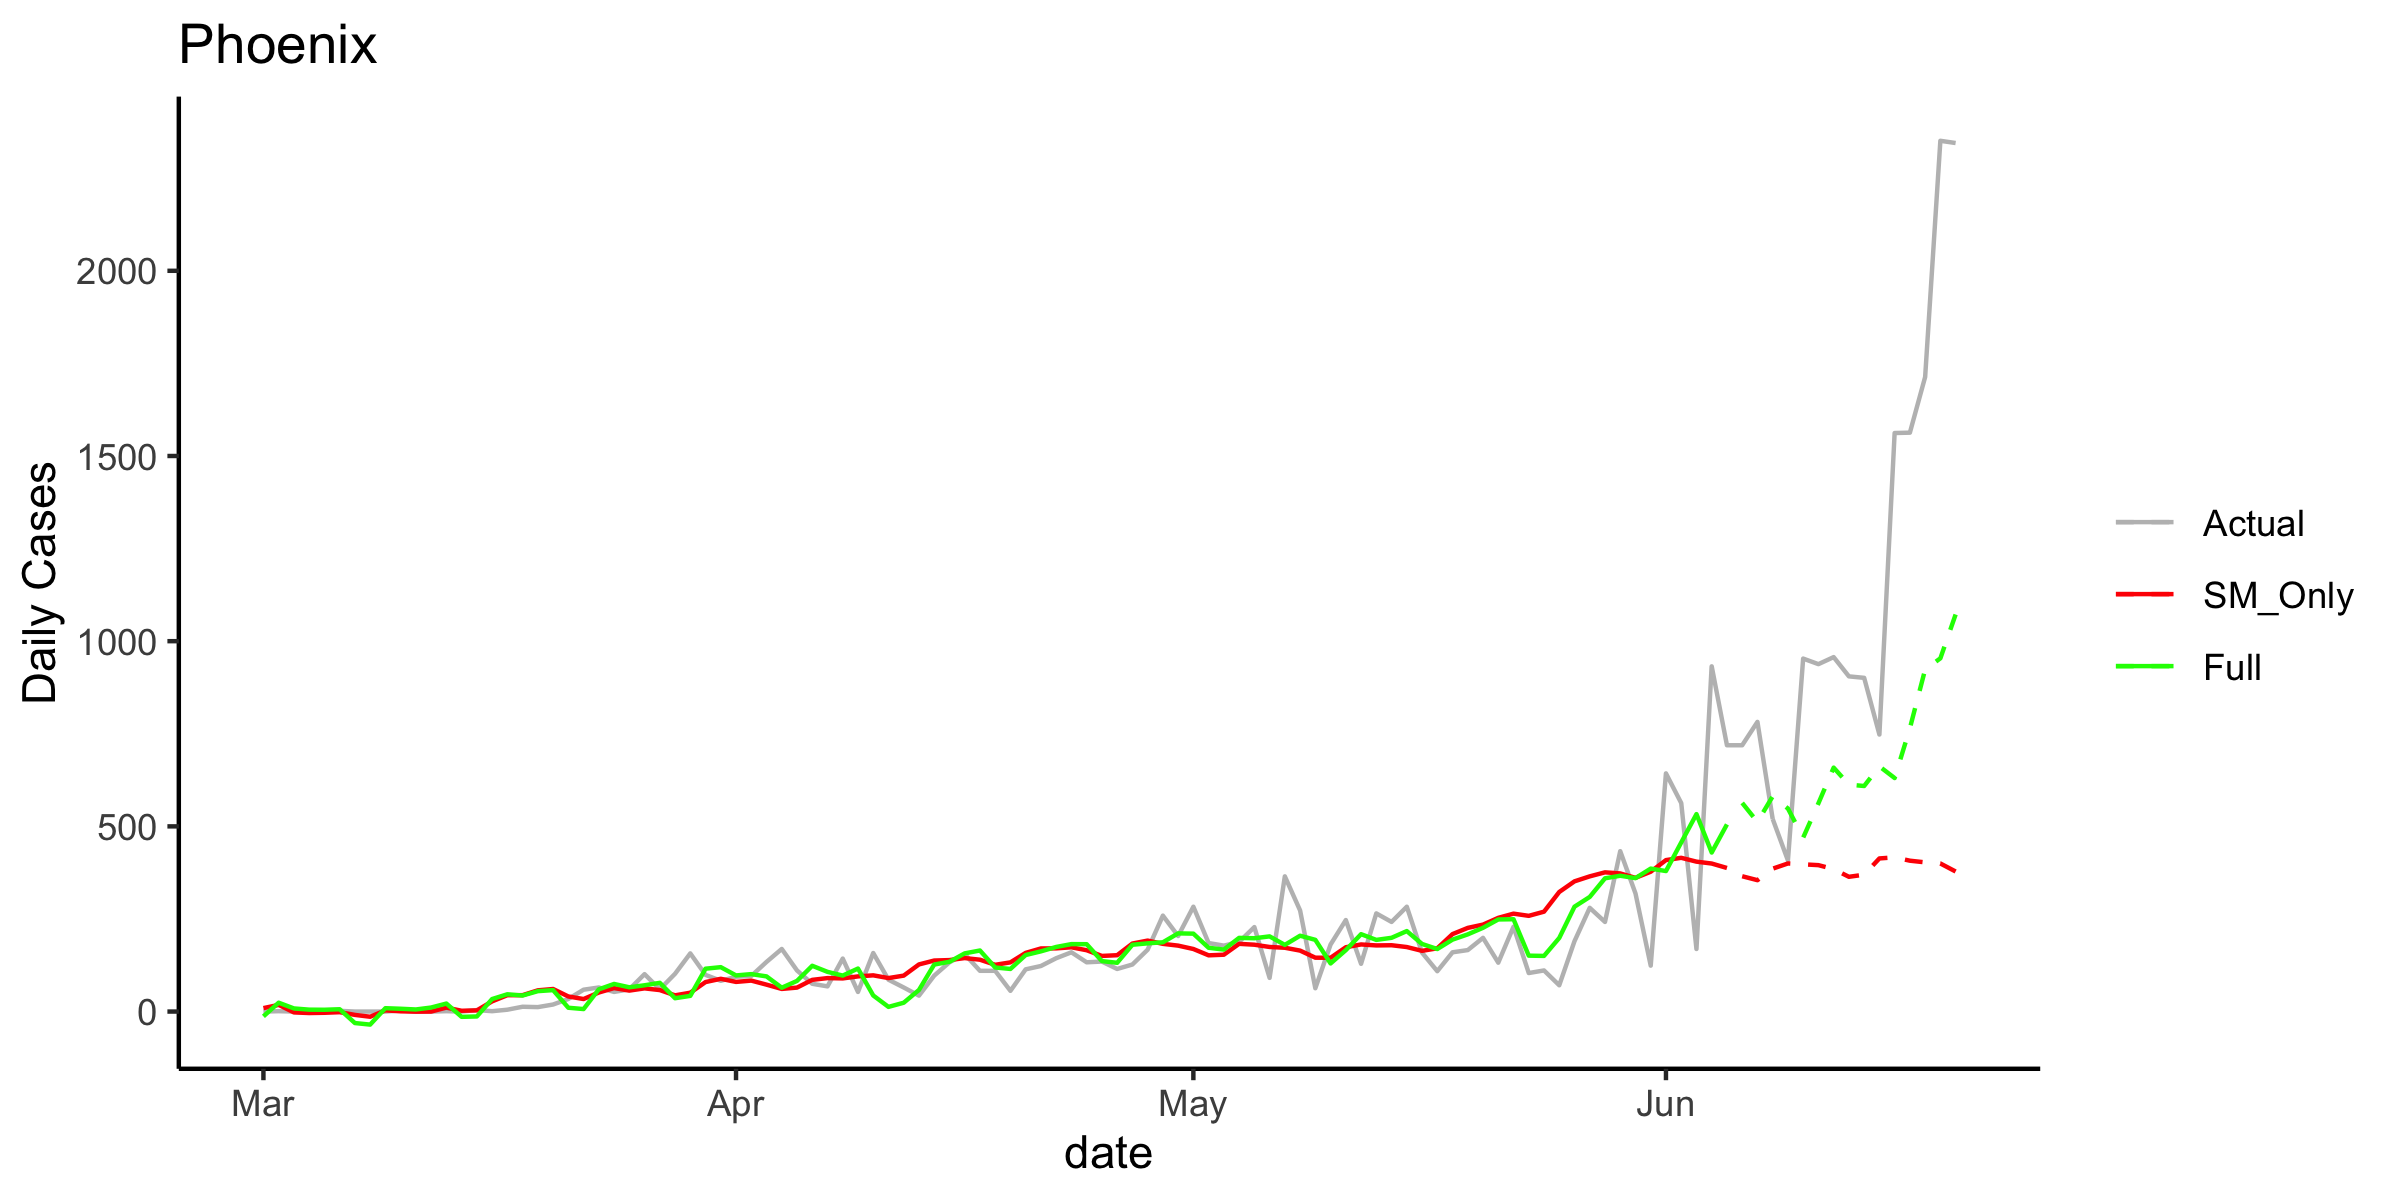 Phoenix
Daily Cases
2000
1500
1000
500
0
Mar
Apr
May
Jun
date
Actual
SM_Only
Full